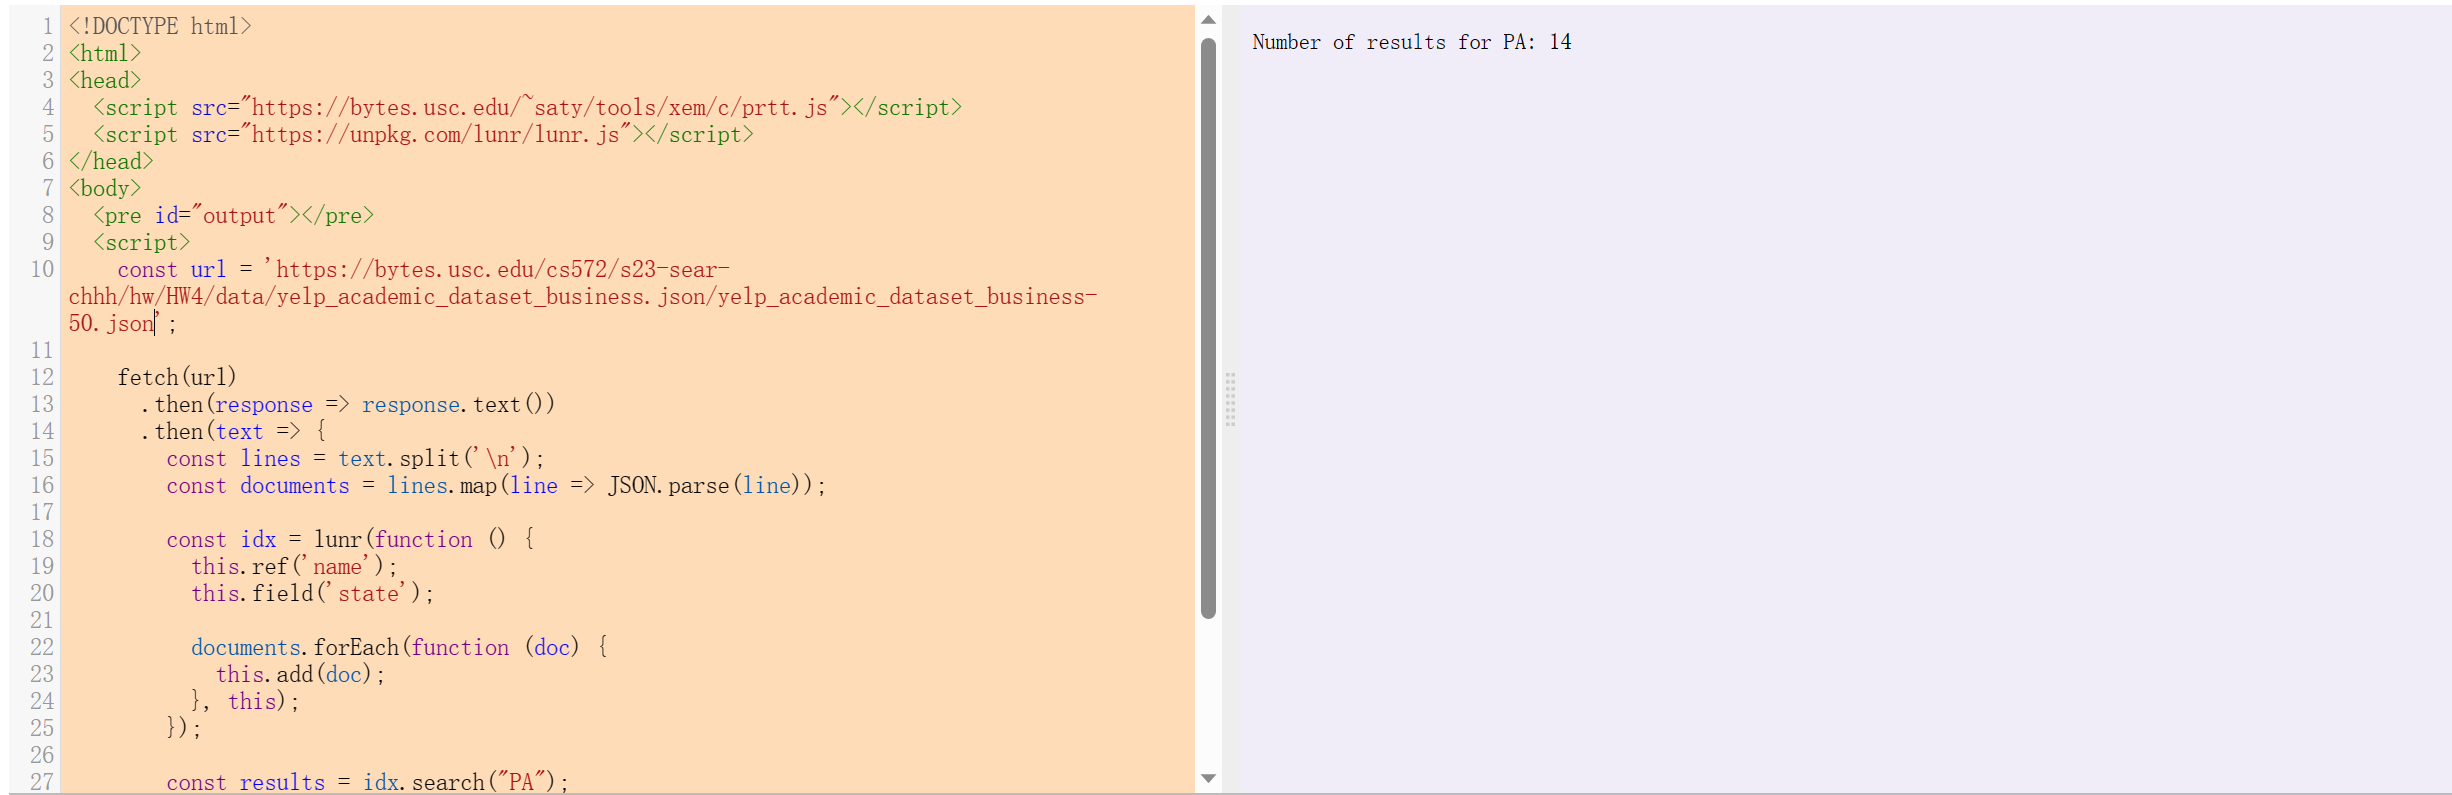 1 <!DOCTYPE html>
2 <html>
3 <head>
4   <script src="https://bytes.usc.edu/~saty/tools/xem/c/prtt.js"></script>
5   <script src="https://unpkg.com/lunr/lunr.js"></script>
6 </head>
7 <body>
8   <pre id="output"></pre>
9   <script>
10     const url = 'https://bytes.usc.edu/cs572/s23-sear-
chhh/hw/HW4/data/yelp_academic_dataset_business.json/yelp_academic_dataset_business-
50.json';
11
12     fetch(url)
13       .then(response => response.text())
14       .then(text => {
15         const lines = text.split('\n');
16         const documents = lines.map(line => JSON.parse(line));
17
18         const idx = lunr(function () {
19           this.ref('name');
20           this.field('state');
21
22           documents.forEach(function (doc) {
23             this.add(doc);
24           }, this);
25         });
26
27         const results = idx.search("PA");
Number of results for PA: 14